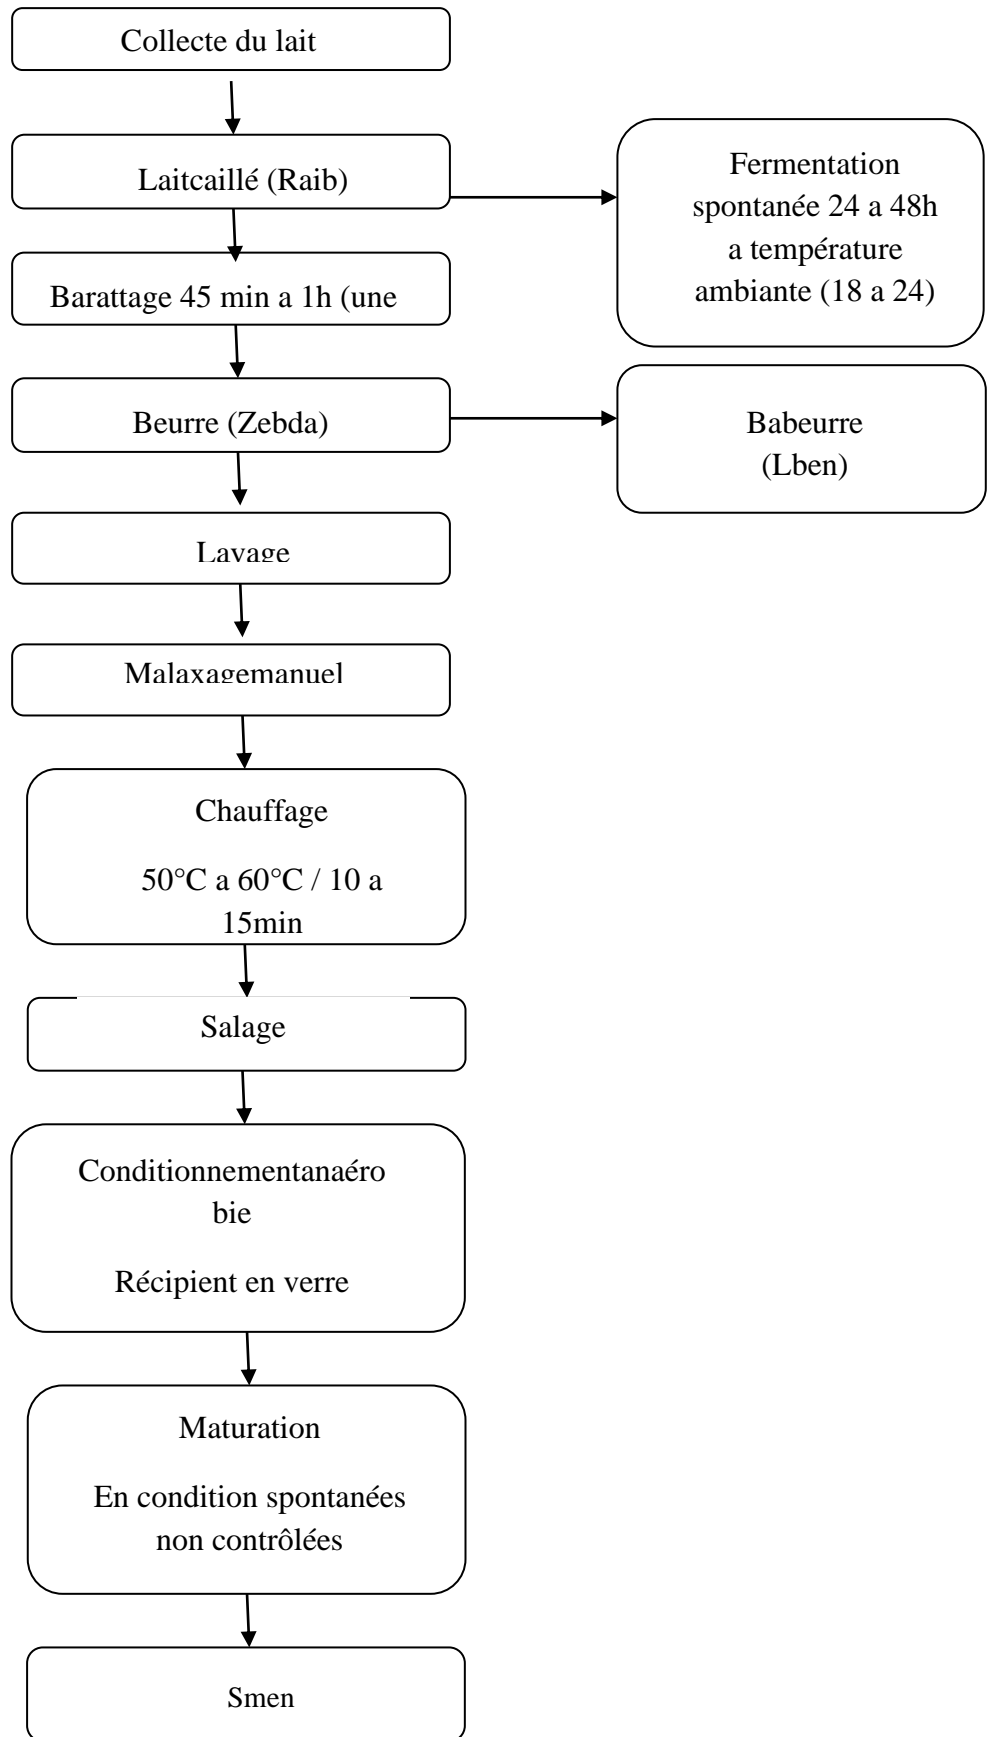 Collecte du lait
Laitcaillé (Raib)
Fermentation
spontanée 24 a 48h
a température
ambiante (18 a 24)
Barattage 45 min a 1h (une
Beurre (Zebda)
Babeurre
(Lben)
Lavage
Malaxagemanuel
Chauffage
50°C a 60°C / 10 a
15min
Salage
Conditionnementanaéro
bie
Récipient en verre
Maturation
En condition spontanées
non contrôlées
Smen